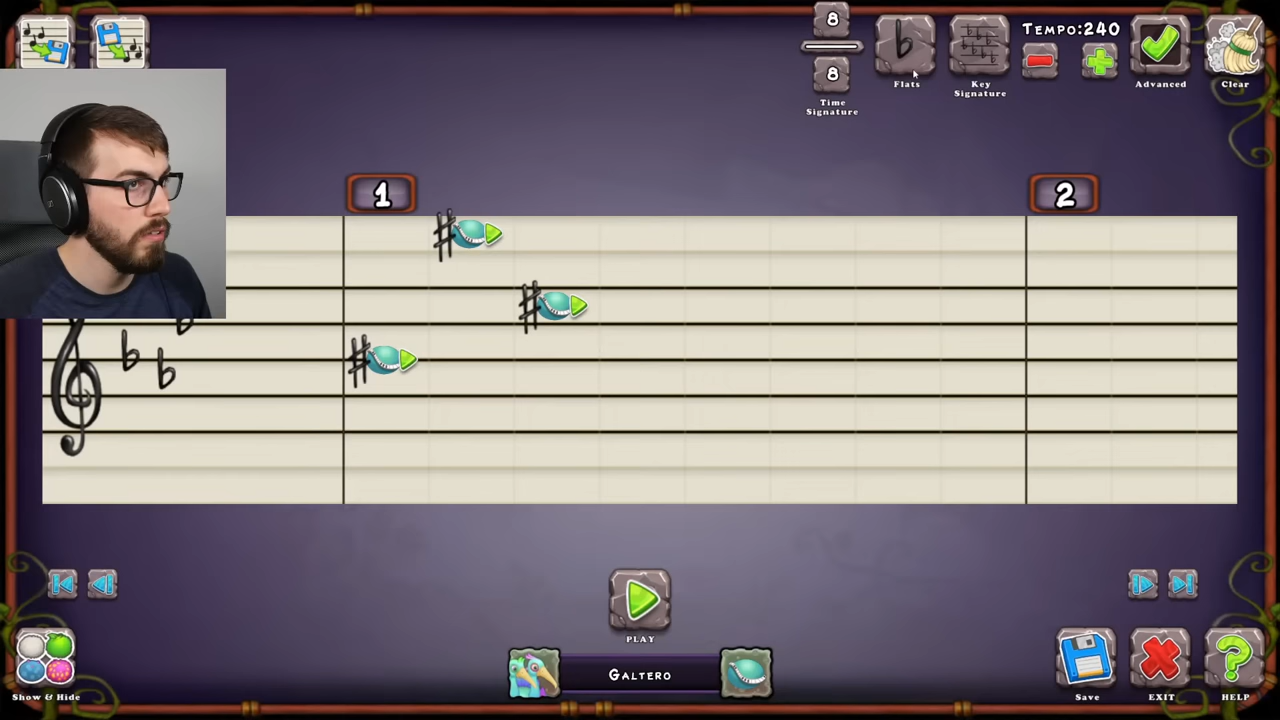 8
8
Time
Signature
Flats
Key
Signature
Tempo:240
Advanced
Clear
1
2
PLAY
Galtero
Show & Hide
Save
EXIT
HELP